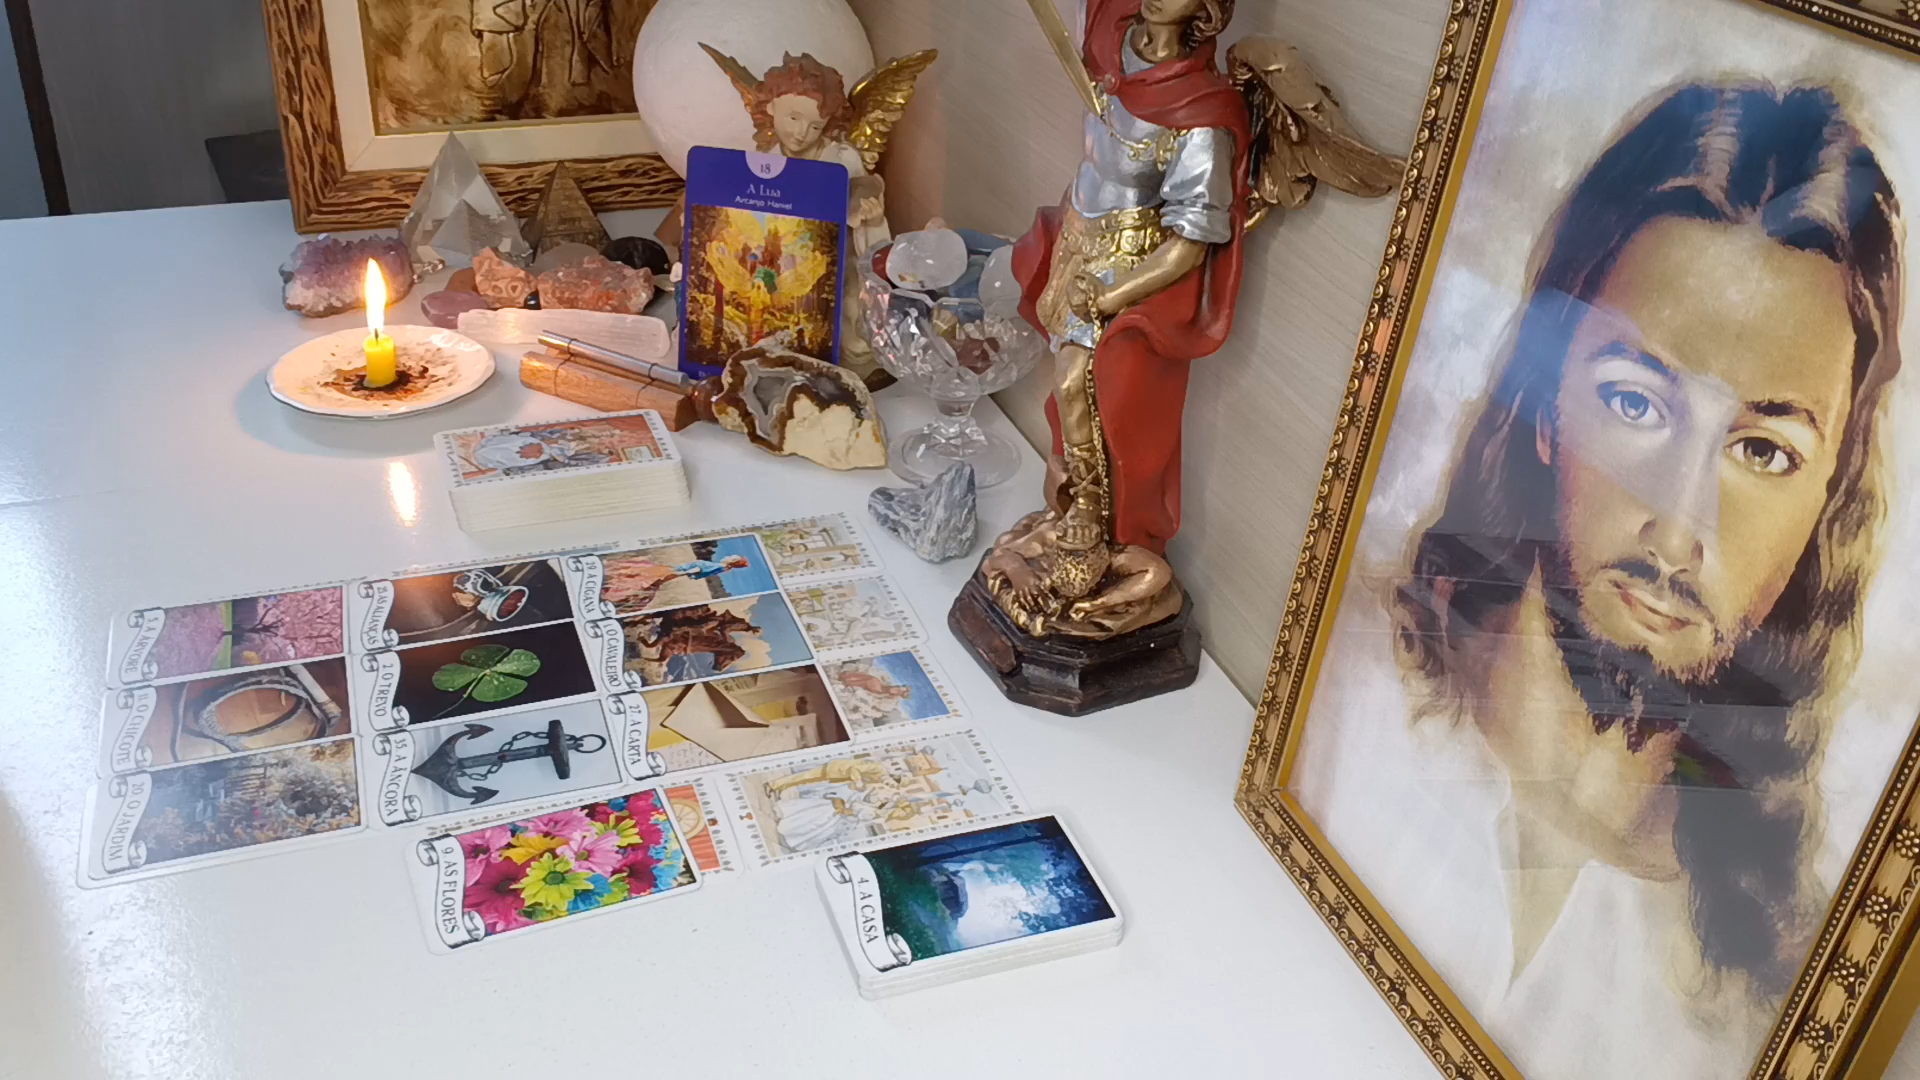 18
A Lua
Arcanjo Haniel
5. A ÁRVORE
25. AS ALIANÇAS
29. A CIGANA
11. O CHICOTE
2. O TREVO
1. O CAVALEIRO
20. O JARDIM
35. A ÂNCORA
27. A CARTA
9. AS FLORES
4. A CASA